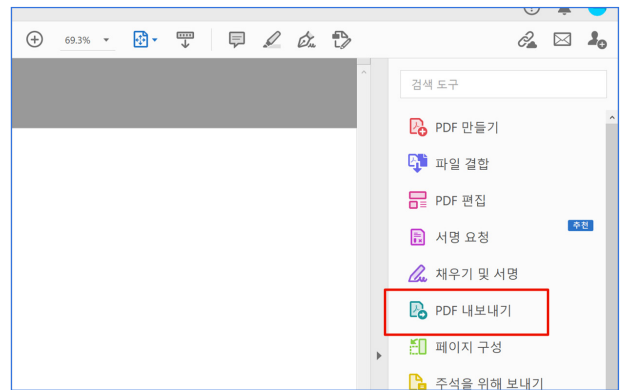 69.3%
검색 도구
PDF 만들기
파일 결합
PDF 편집
추천
서명 요청
채우기 및 서명
PDF 내보내기
페이지 구성
주석을 위해 보내기